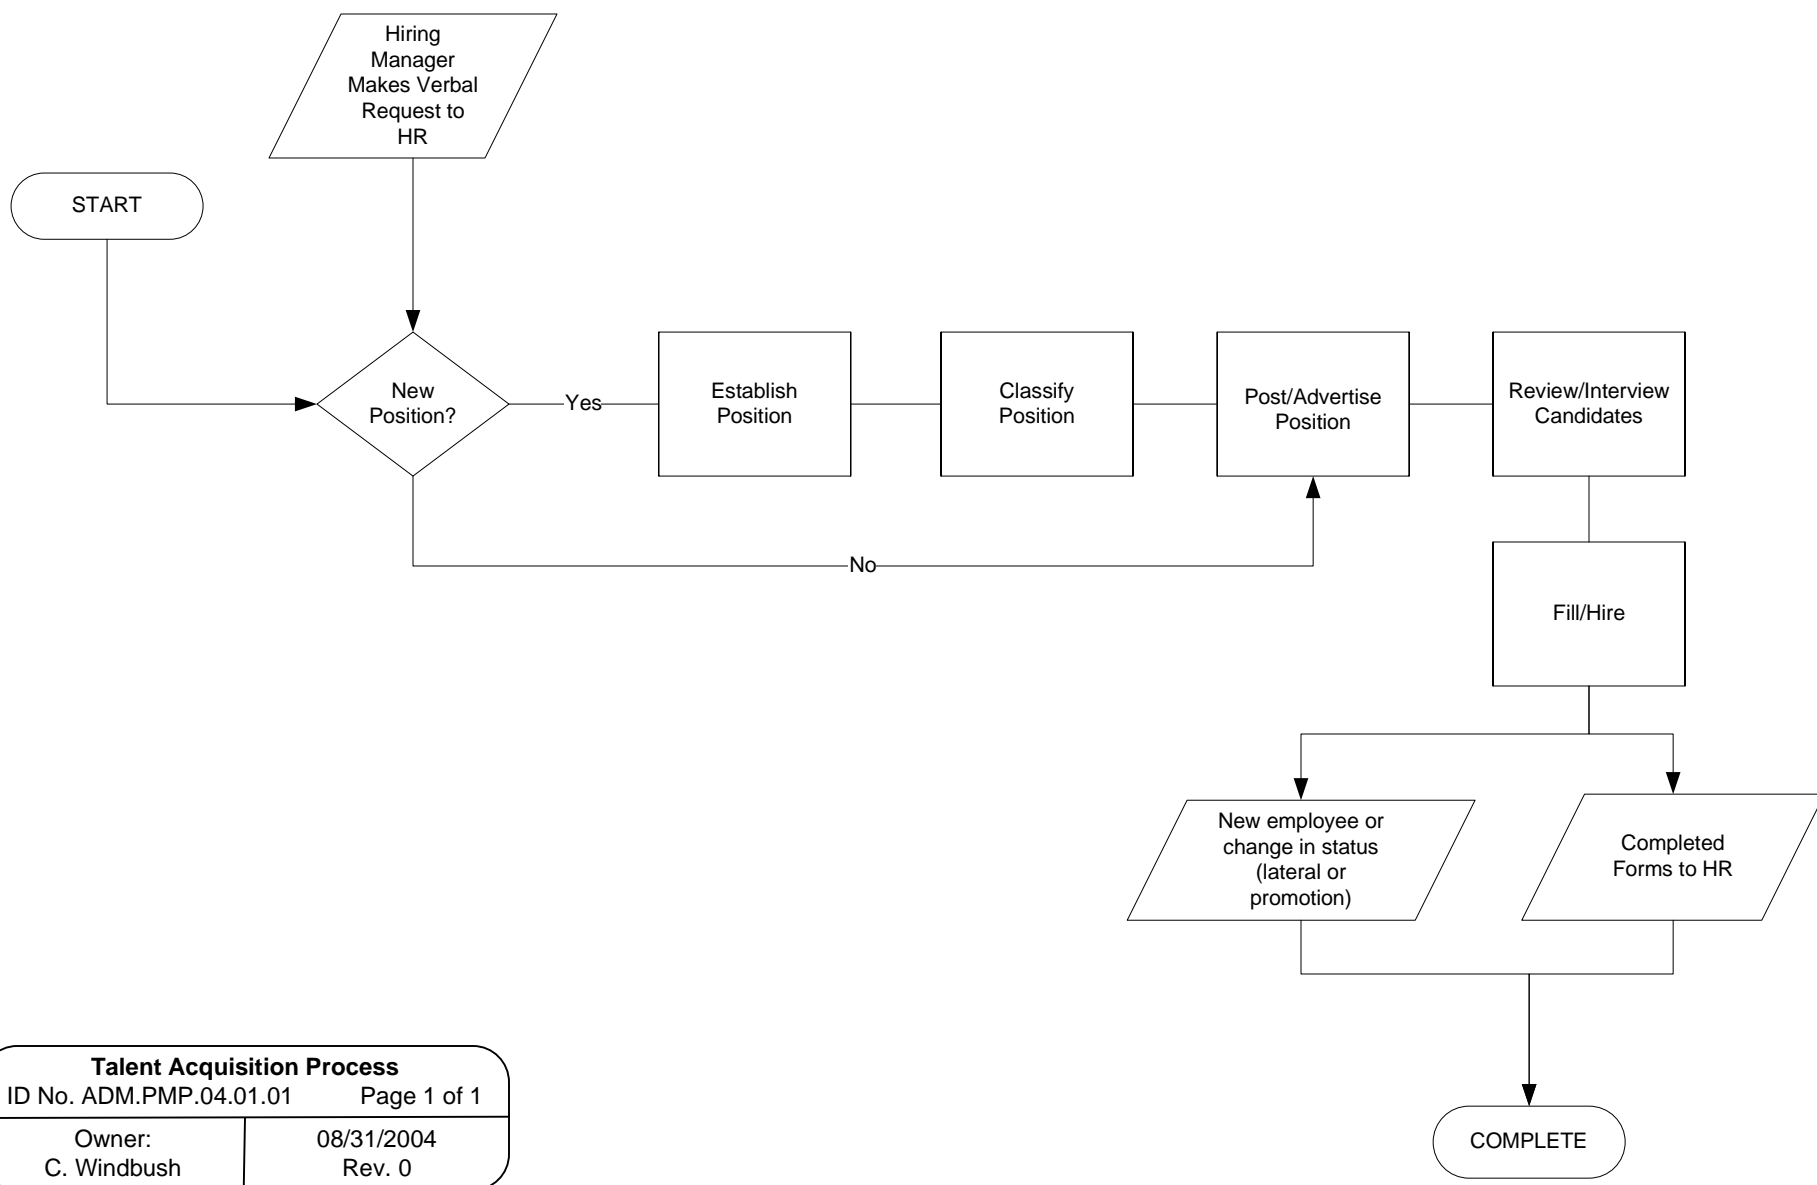 Hiring
Manager
Makes Verbal
Request to
HR
START
New
Position?
Yes
Establish
Position
Classify
Position
Post/Advertise
Position
Review/Interview
Candidates
No
Fill/Hire
New employee or
change in status
(lateral or
promotion)
Completed
Forms to HR
COMPLETE
Talent Acquisition Process
ID No. ADM.PMP.04.01.01 Page 1 of 1
Owner:
C. Windbush
08/31/2004
Rev. 0